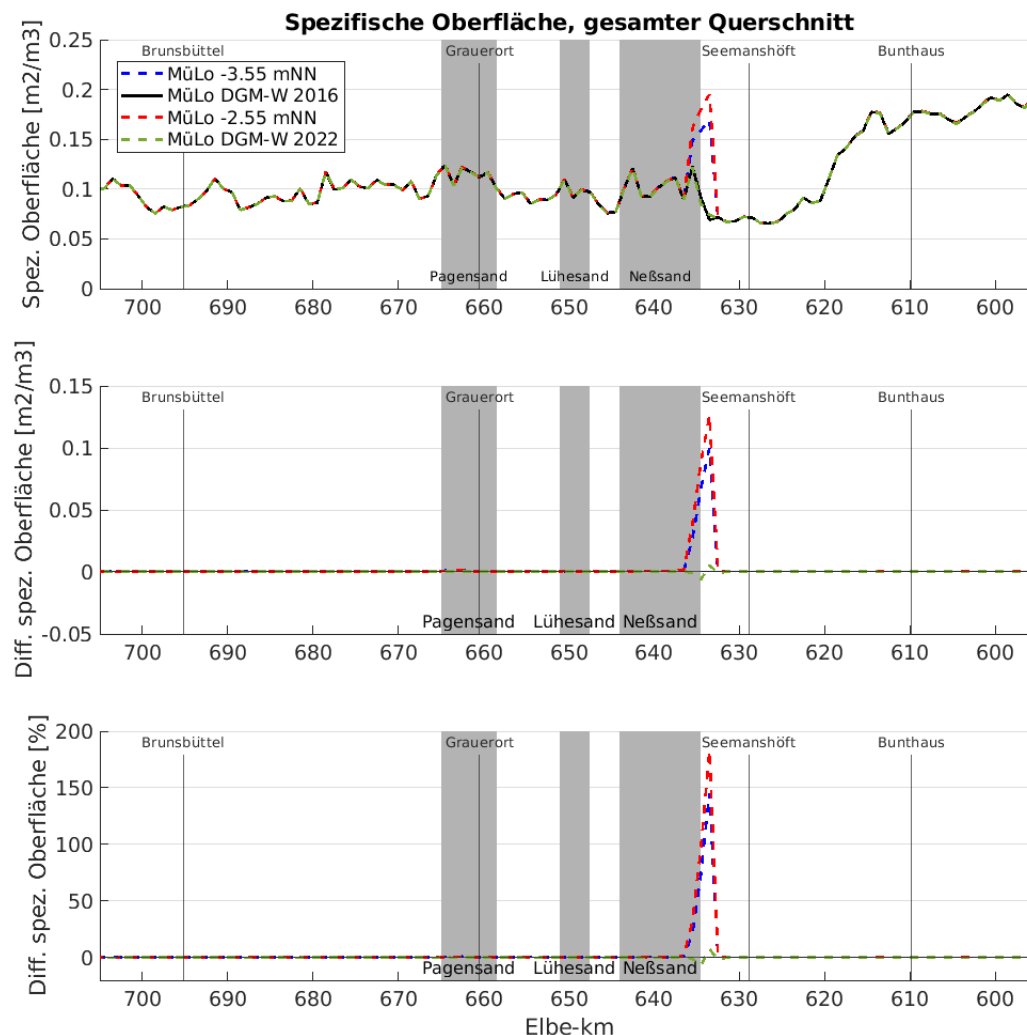 Spezifische Oberfläche, gesamter Querschnitt
Spez. Oberfläche [m2/m3]
0.25
0.2
0.15
0.1
0.05
0
Brunsbüttel
Grauerort
Seemanshöft
Bunthaus
MüLo -3.55 mNN
MüLo DGM-W 2016
MüLo -2.55 mNN
MüLo DGM-W 2022
Pagensand
Lühesand
Neßsand
700 690 680 670 660 650 640 630 620 610 600
Diff. spez. Oberfläche [m2/m3]
0.15
0.1
0.05
0
-0.05
Brunsbüttel
Grauerort
Seemanshöft
Bunthaus
Pagensand
Lühesand
Neßsand
700 690 680 670 660 650 640 630 620 610 600
Diff. spez. Oberfläche [%]
200
150
100
50
0
Brunsbüttel
Grauerort
Seemanshöft
Bunthaus
Pagensand
Lühesand
Neßsand
700 690 680 670 660 650 640 630 620 610 600
Elbe-km